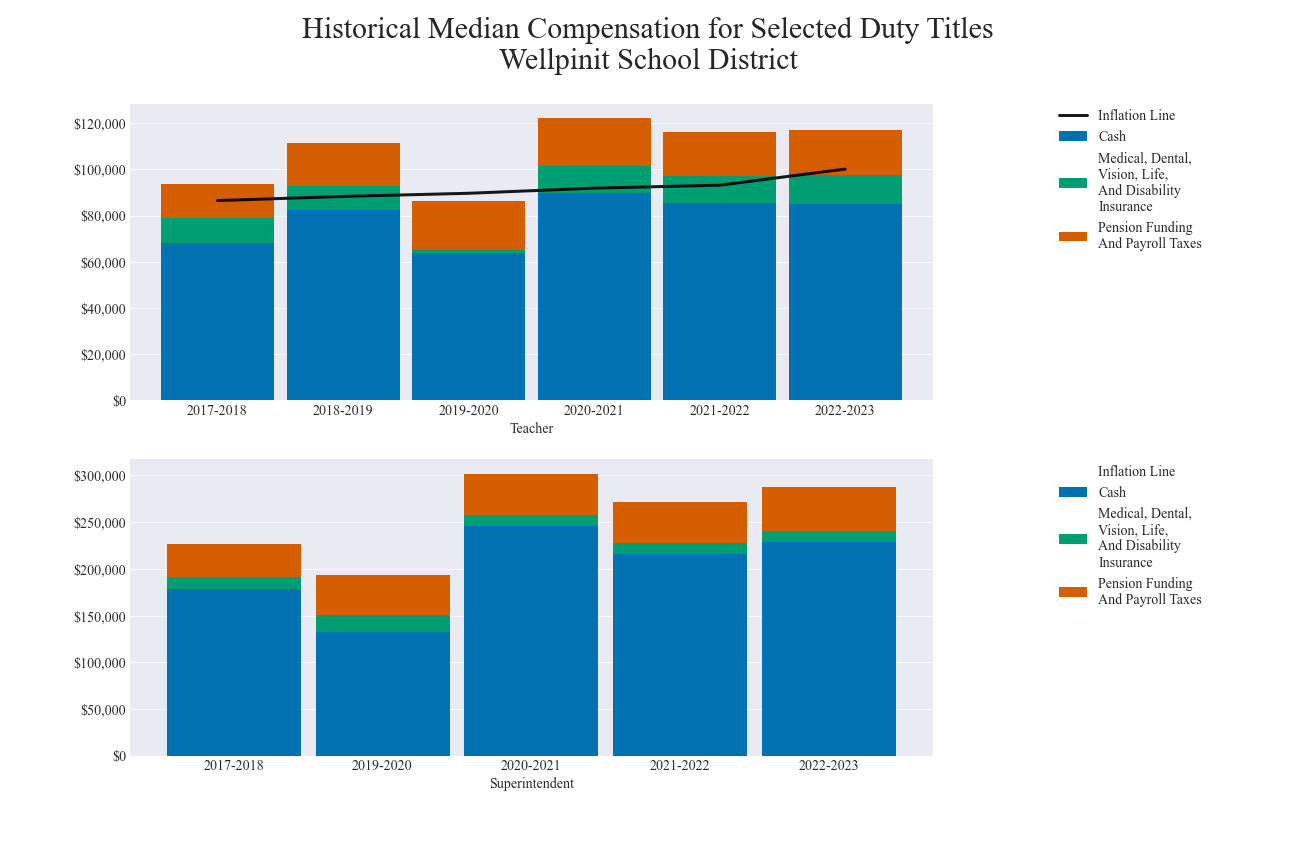 Historical Median Compensation for Selected Duty Titles
Wellpinit School District
$120,000
$100,000
$80,000
$60,000
$40,000
$20,000
$0
2017-2018
2018-2019
2019-2020
2020-2021
2021-2022
2022-2023
Teacher
Inflation Line
Cash
Medical, Dental,
Vision, Life,
And Disability
Insurance
Pension Funding
And Payroll Taxes
$300,000
$250,000
$200,000
$150,000
$100,000
$50,000
$0
2017-2018
2019-2020
2020-2021
2021-2022
2022-2023
Superintendent
Inflation Line
Cash
Medical, Dental,
Vision, Life,
And Disability
Insurance
Pension Funding
And Payroll Taxes